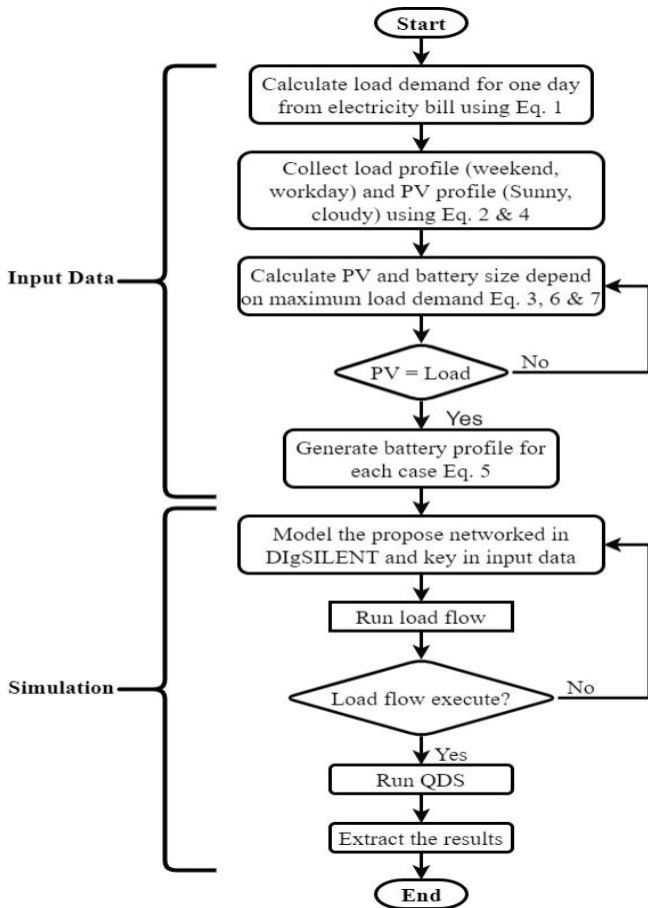 Start
Calculate load demand for one day
from electricity bill using Eq. 1
Collect load profile (weekend,
workday) and PV profile (Sunny,
cloudy) using Eq. 2 & 4
Input Data
Calculate PV and battery size depend
on maximum load demand Eq. 3, 6 & 7
PV = Load
No
Yes
Generate battery profile for
each case Eq. 5
Model the propose networked in
DIgSILENT and key in input data
Run load flow
Simulation
Load flow execute?
No
Yes
Run QDS
Extract the results
End